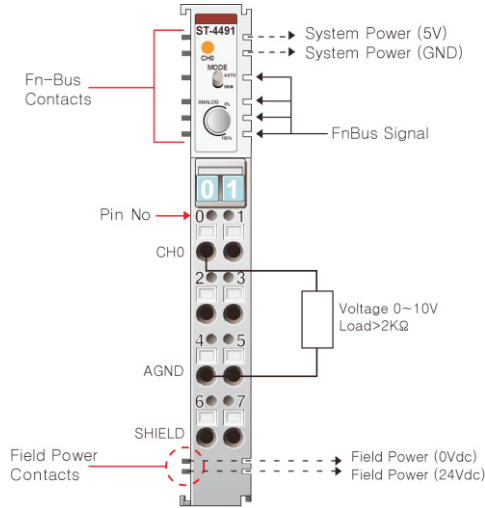 ST-4491
System Power (5V)
System Power (GND)
CH0
MODE
AUTO
MAN
Fn-Bus
Contacts
ANALOG
0%
100%
FnBus Signal
0 1
Pin No
0 1
CH0
2 3
Voltage 0~10V
Load>2KΩ
4 5
AGND
6 7
SHIELD
Field Power
Contacts
Field Power (0Vdc)
Field Power (24Vdc)